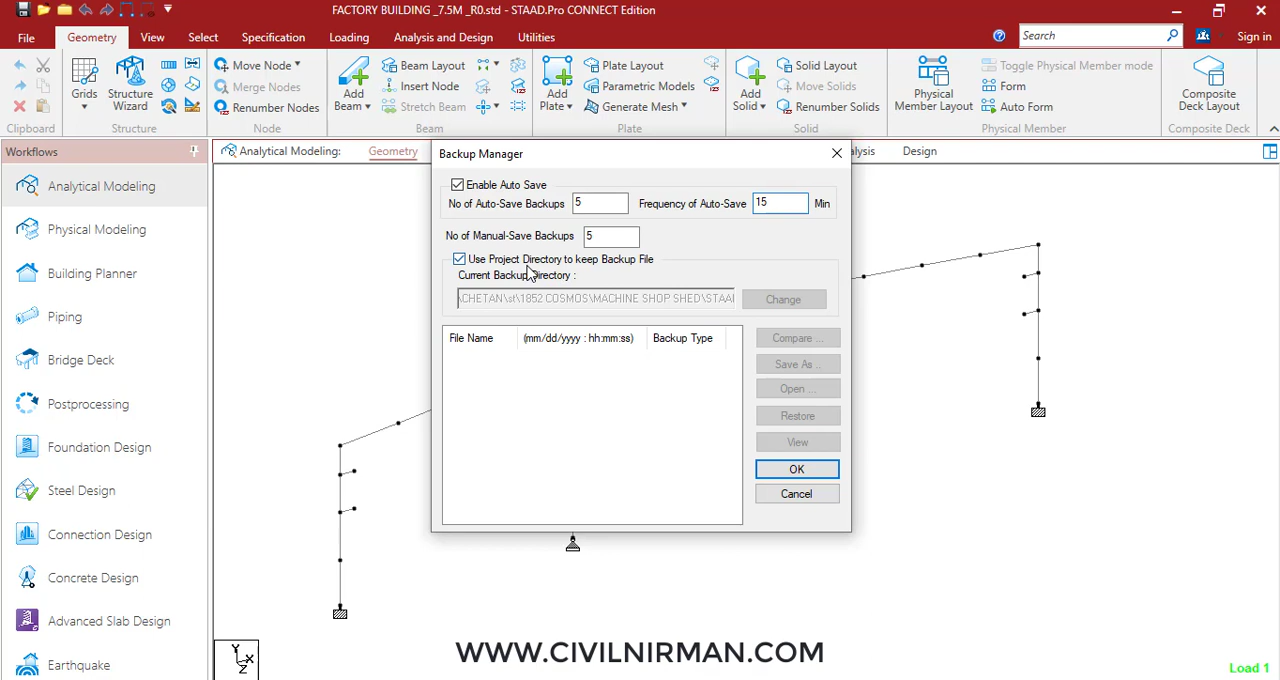 FACTORY BUILDING _7.5M _R0.std - STAAD.Pro CONNECT Edition
File Geometry View Select Specification Loading Analysis and Design Utilities Search Sign in
Grids
Structure Wizard
Move Node
Merge Nodes
Renumber Nodes
Add Beam
Beam Layout
Insert Node
Stretch Beam
Add Plate
Plate Layout
Parametric Models
Generate Mesh
Add Solid
Solid Layout
Move Solids
Renumber Solids
Physical Member Layout
Toggle Physical Member mode
Form
Auto Form
Composite Deck Layout
Clipboard Structure Node Beam Plate Solid Physical Member Composite Deck
Workflows
Analytical Modeling: Geometry
alysis Design
Analytical Modeling
Physical Modeling
Building Planner
Piping
Bridge Deck
Postprocessing
Foundation Design
Steel Design
Connection Design
Concrete Design
Advanced Slab Design
Earthquake
Backup Manager
Enable Auto Save
No of Auto-Save Backups 5 Frequency of Auto-Save 15 Min
No of Manual-Save Backups 5
Use Project Directory to keep Backup File
Current Backup Directory :
\CHETAN\st\1852 COSMOS\MACHINE SHOP SHED\STAAI Change
File Name (mm/dd/yyyy : hh:mm:ss) Backup Type
Compare ...
Save As ..
Open ...
Restore
View
OK
Cancel
Y
X
Z
WWW.CIVILNIRMAN.COM
Load 1